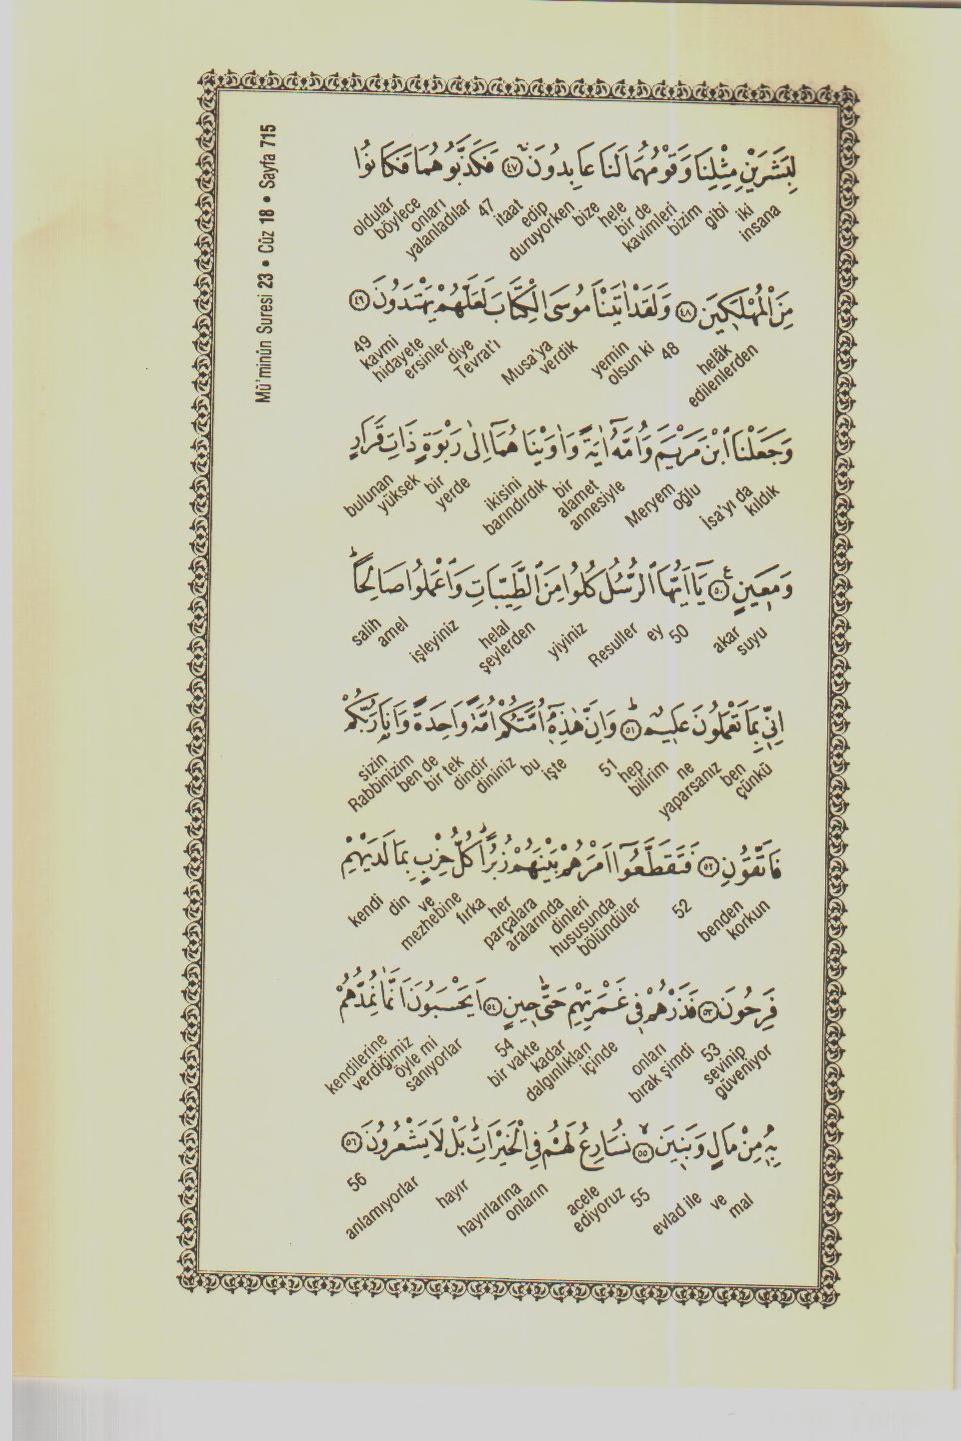 Mü'minûn Suresi 23 • Cüz 18 • Sayfa 715
لِبَشَرَيْنِ مِثْلِنَا وَقَوْمُهُمَا لَنَا عَابِدُونَ ﴿٤٧﴾ فَكَذَّبُوهُمَا فَكَانُوا
insana iki gibi bizim kavimleri bir de hele bize duruyorken edip itaat 47 yalanladılar onları böylece oldular
مِنَ الْمُهْلَكِينَ ﴿٤٨﴾ وَلَقَدْ اٰتَيْنَا مُوسَى الْكِتَابَ لَعَلَّهُمْ يَهْتَدُونَ ﴿٤٩﴾
edilenlerden helâk 48 olsun ki yemin verdik Musa'ya Tevrat'ı diye ersinler hidayete kavmi 49
وَجَعَلْنَا ابْنَ مَرْيَمَ وَاُمَّهُٓ اٰيَةً وَاٰوَيْنَاهُمَٓا اِلٰى رَبْوَةٍ ذَاتِ قَرَارٍ
kıldık İsa'yı da oğlu Meryem annesiyle alamet bir barındırdık ikisini yerde bir yüksek bulunan
وَمَعِينٍ ﴿٥٠﴾ يَٓا اَيُّهَا الرُّسُلُ كُلُوا مِنَ الطَّيِّبَاتِ وَاعْمَلُوا صَالِحًا
suyu akar 50 ey Resuller yiyiniz şeylerden helal işleyiniz amel salih
اِنِّي بِمَا تَعْمَلُونَ عَلِيمٌ ﴿٥١﴾ وَاِنَّ هٰذِهِٓ اُمَّتُكُمْ اُمَّةً وَاحِدَةً وَاَنَا۬ رَبُّكُمْ
çünkü ben yaparsanız ne bilirim hep 51 işte bu dininiz dindir bir tek ben de Rabbinizim sizin
فَاتَّقُونِ ﴿٥٢﴾ فَتَقَطَّعُٓوا اَمْرَهُمْ بَيْنَهُمْ زُبُرًا كُلُّ حِزْبٍ بِمَا لَدَيْهِمْ
korkun benden 52 bölündüler hususunda dinleri aralarında parçalara her fırka mezhebine ve din kendi
فَرِحُونَ ﴿٥٣﴾ فَذَرْهُمْ فِي غَمْرَتِهِمْ حَتّٰى حِينٍ ﴿٥٤﴾ اَيَحْسَبُونَ اَنَّمَا نُمِدُّهُمْ
güveniyor sevinip 53 bırak şimdi onları içinde dalgınlıkları kadar bir vakte 54 sanıyorlar öyle mi verdiğimiz kendilerine
بِهِ مِنْ مَالٍ وَبَنِينَ ﴿٥٥﴾ نُسَارِعُ لَهُمْ فِي الْخَيْرَاتِ بَلْ لَا يَشْعُرُونَ ﴿٥٦﴾
mal ve evlad ile 55 ediyoruz acele onların hayırlarına hayır anlamıyorlar 56